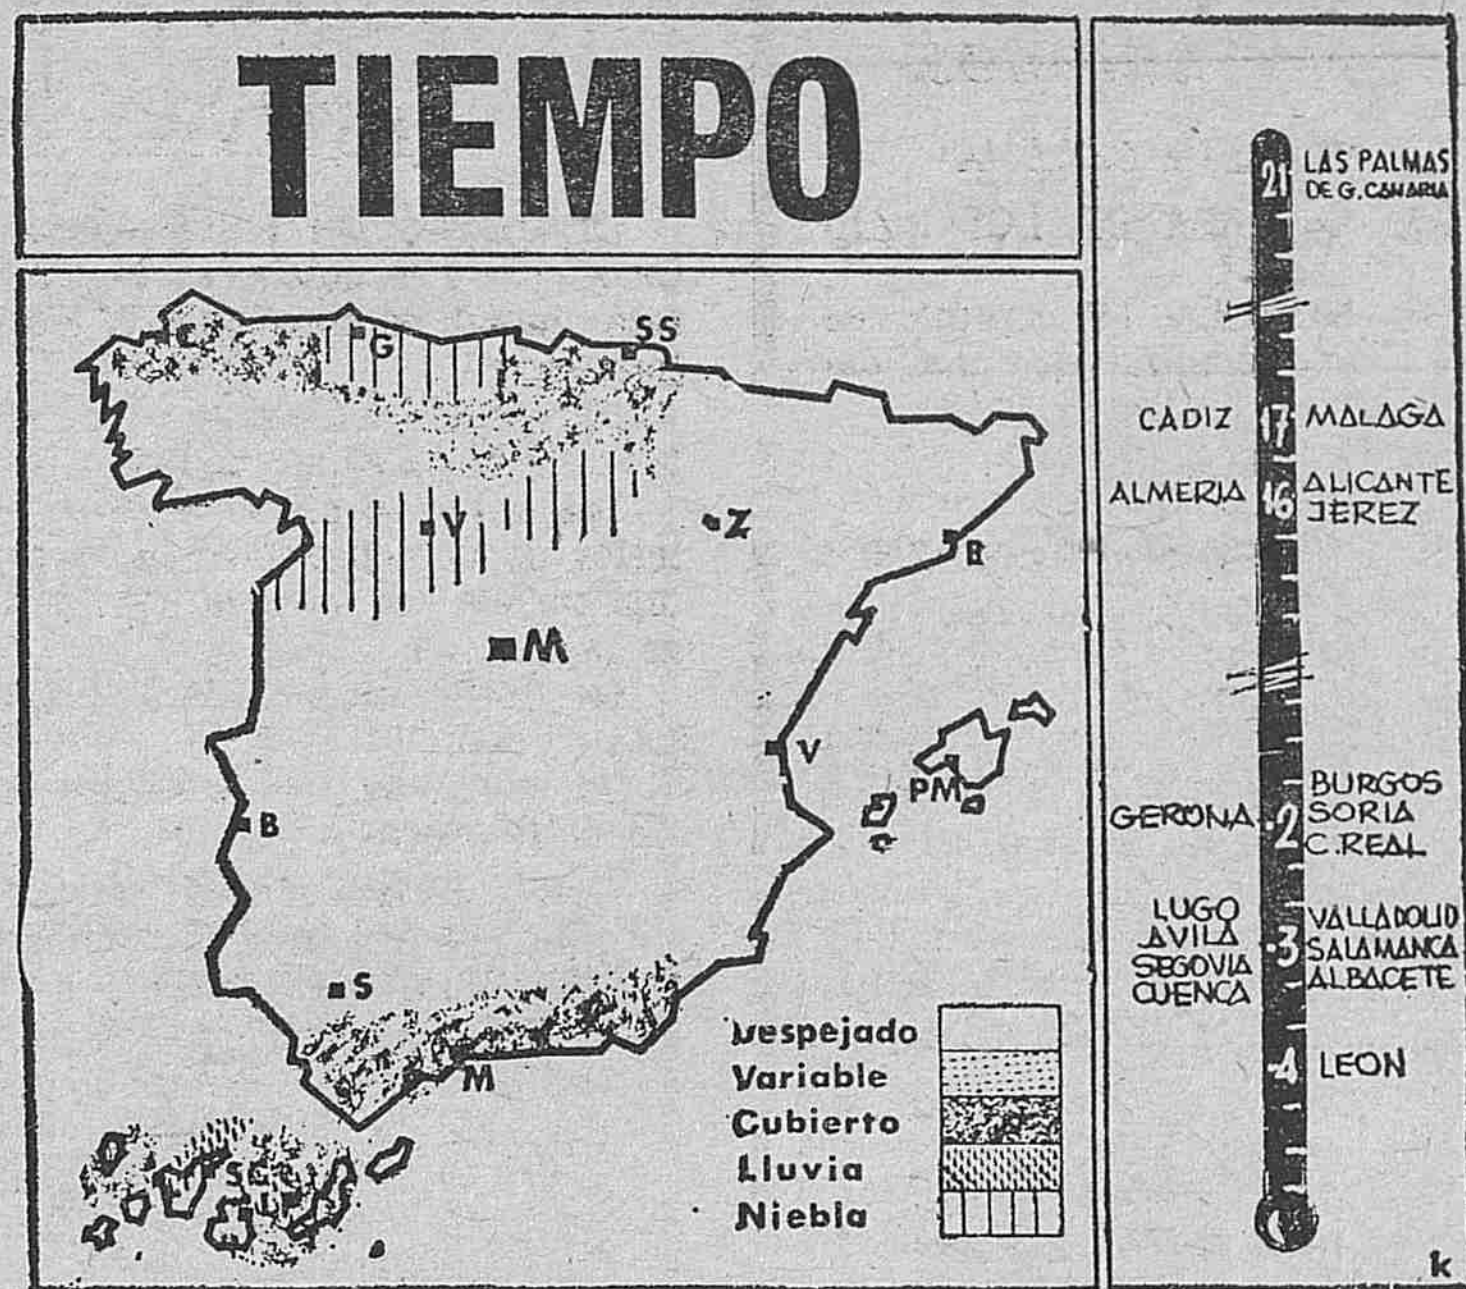 TIEMPO
C
G
SS
V
Z
B
M
V
PM
B
S
M
Despejado
Variable
Cubierto
Lluvia
Niebla
21 LAS PALMAS
DE G. CANARIA
CADIZ 17 MALAGA
ALMERIA 16 ALICANTE
JEREZ
GERONA -2 BURGOS
SORIA
C. REAL
LUGO
AVILA
SEGOVIA
CUENCA
-3
VALLADOLID
SALAMANCA
ALBACETE
-4 LEON
k